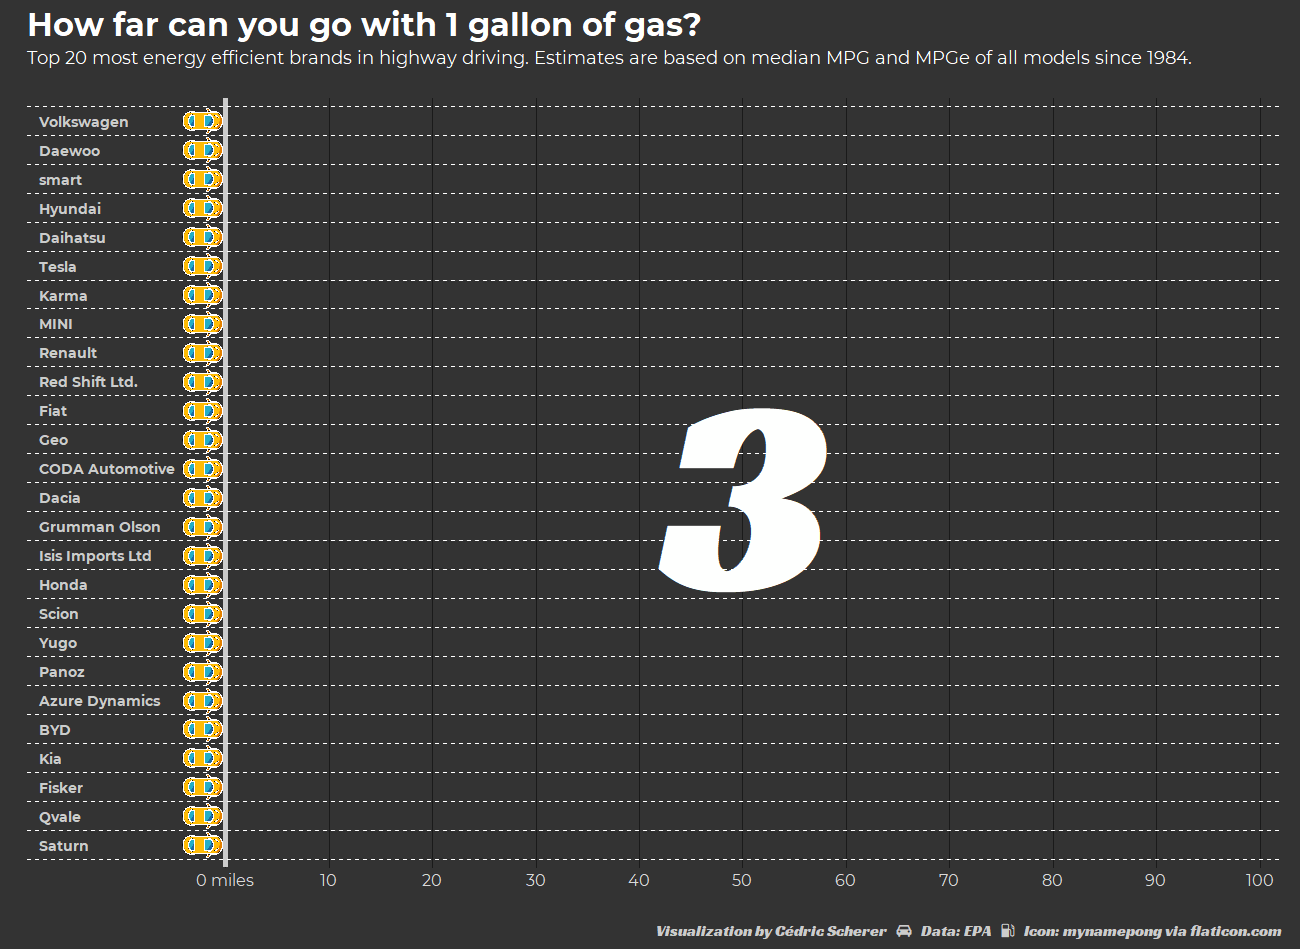 How far can you go with 1 gallon of gas?
Top 20 most energy efficient brands in highway driving. Estimates are based on median MPG and MPGe of all models since 1984.
Volkswagen
Daewoo
smart
Hyundai
Daihatsu
Tesla
Karma
MINI
Renault
Red Shift Ltd.
Fiat
Geo
CODA Automotive
Dacia
Grumman Olson
Isis Imports Ltd
Honda
Scion
Yugo
Panoz
Azure Dynamics
BYD
Kia
Fisker
Qvale
Saturn
3
0 miles 10 20 30 40 50 60 70 80 90 100
Visualization by Cédric Scherer Data: EPA Icon: mynamepong via flaticon.com